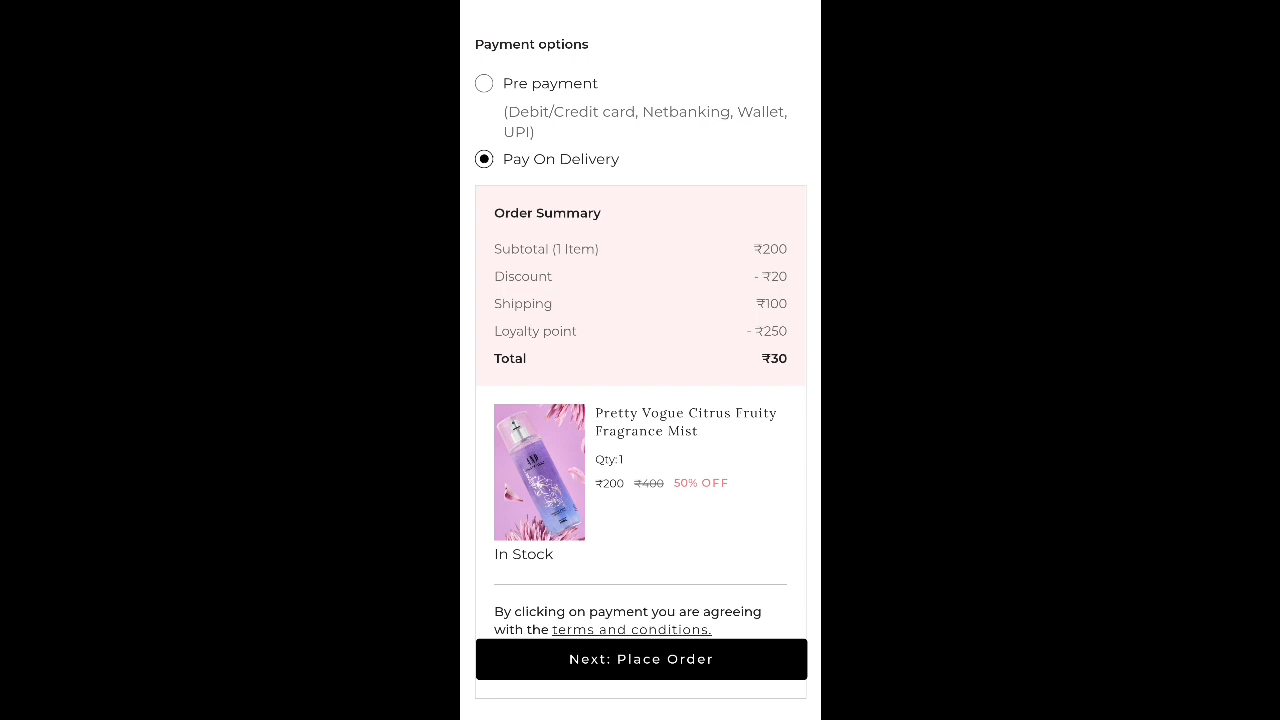 Payment options
Pre payment
(Debit/Credit card, Netbanking, Wallet,
UPI)
Pay On Delivery
Order Summary
Subtotal (1 Item) ₹200
Discount - ₹20
Shipping ₹100
Loyalty point - ₹250
Total ₹30
Pretty Vogue Citrus Fruity
Fragrance Mist
Qty:1
₹200 ₹400 50% OFF
In Stock
By clicking on payment you are agreeing
with the terms and conditions.
Next: Place Order